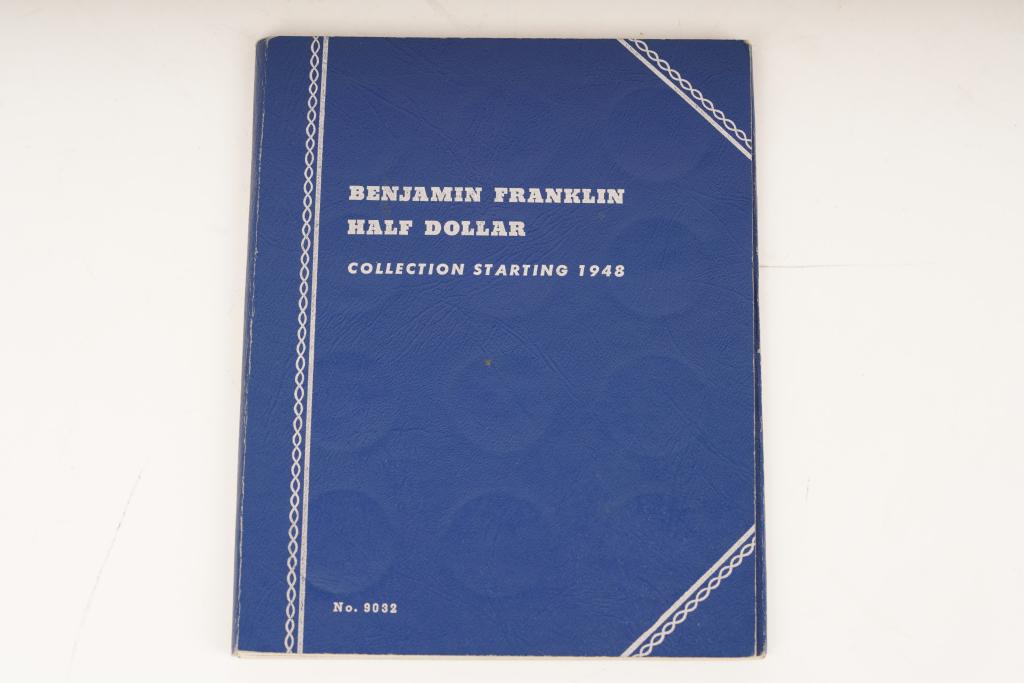 BENJAMIN FRANKLIN
HALF DOLLAR
COLLECTION STARTING 1948
No. 9032